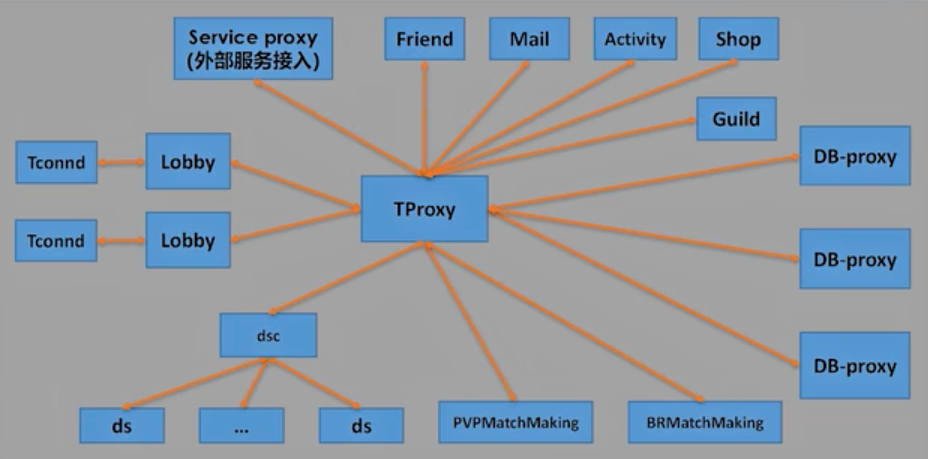 Service proxy
(外部服务接入)
Friend
Mail
Activity
Shop
Guild
Tconnd
Lobby
DB-proxy
TProxy
Tconnd
Lobby
DB-proxy
dsc
DB-proxy
ds
...
ds
PVPMatchMaking
BRMatchMaking